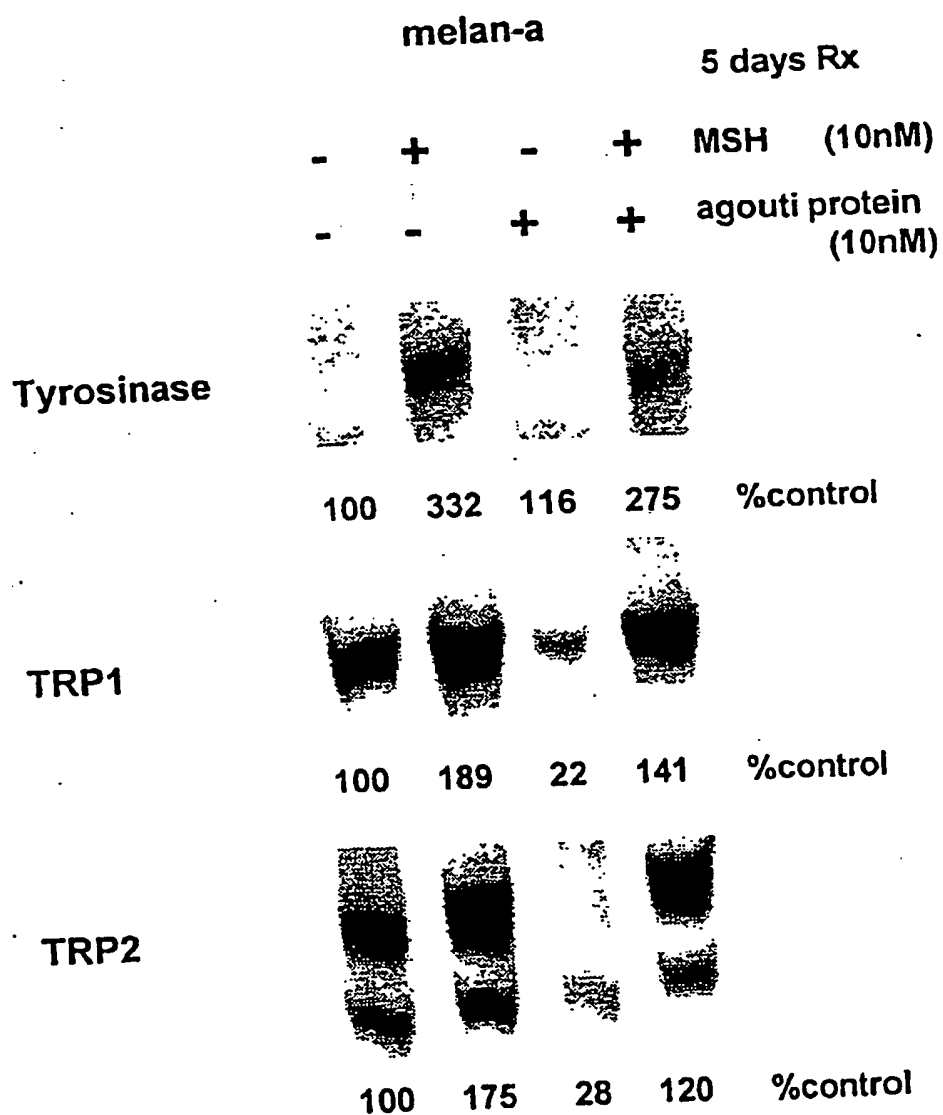 melan-a
5 days Rx
- + - + MSH (10nM)
- - + + agouti protein
(10nM)
Tyrosinase
100 332 116 275 %control
TRP1
100 189 22 141 %control
TRP2
100 175 28 120 %control